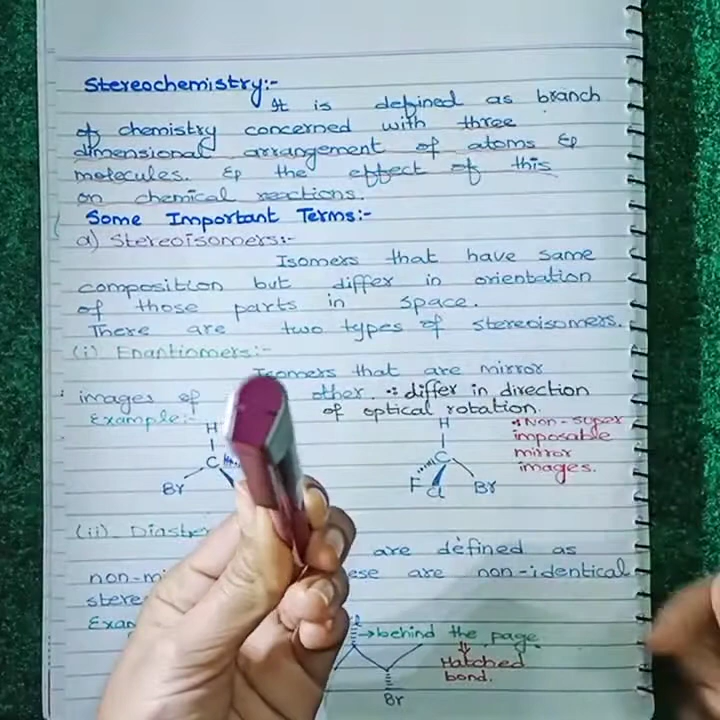 Stereochemistry:-
It is defined as branch
of chemistry concerned with three
dimensional arrangement of atoms &
molecules. & the effect of this
on chemical reactions.
Some Important Terms:-
a) Stereoisomers:-
Isomers that have same
composition but differ in orientation
of those parts in space.
There are two types of stereoisomers.
(i) Enantiomers:-
Isomers that are mirror
images of other. ⁖ differ in direction
of optical rotation.
Example:-
H
C
Br
H
C
F
Cl
Br
⁖ Non-super
imposable
mirror
images.
(ii)
are defined as
these are non-identical
→behind the page.
⇓
Hatched
bond.
Br